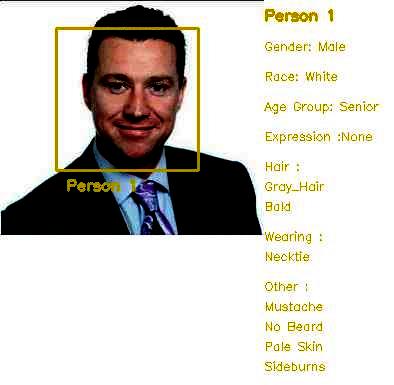 Person 1
Person 1
Gender: Male
Race: White
Age Group: Senior
Expression :None
Hair :
Gray_Hair
Bald
Wearing :
Necktie
Other :
Mustache
No Beard
Pale Skin
Sideburns